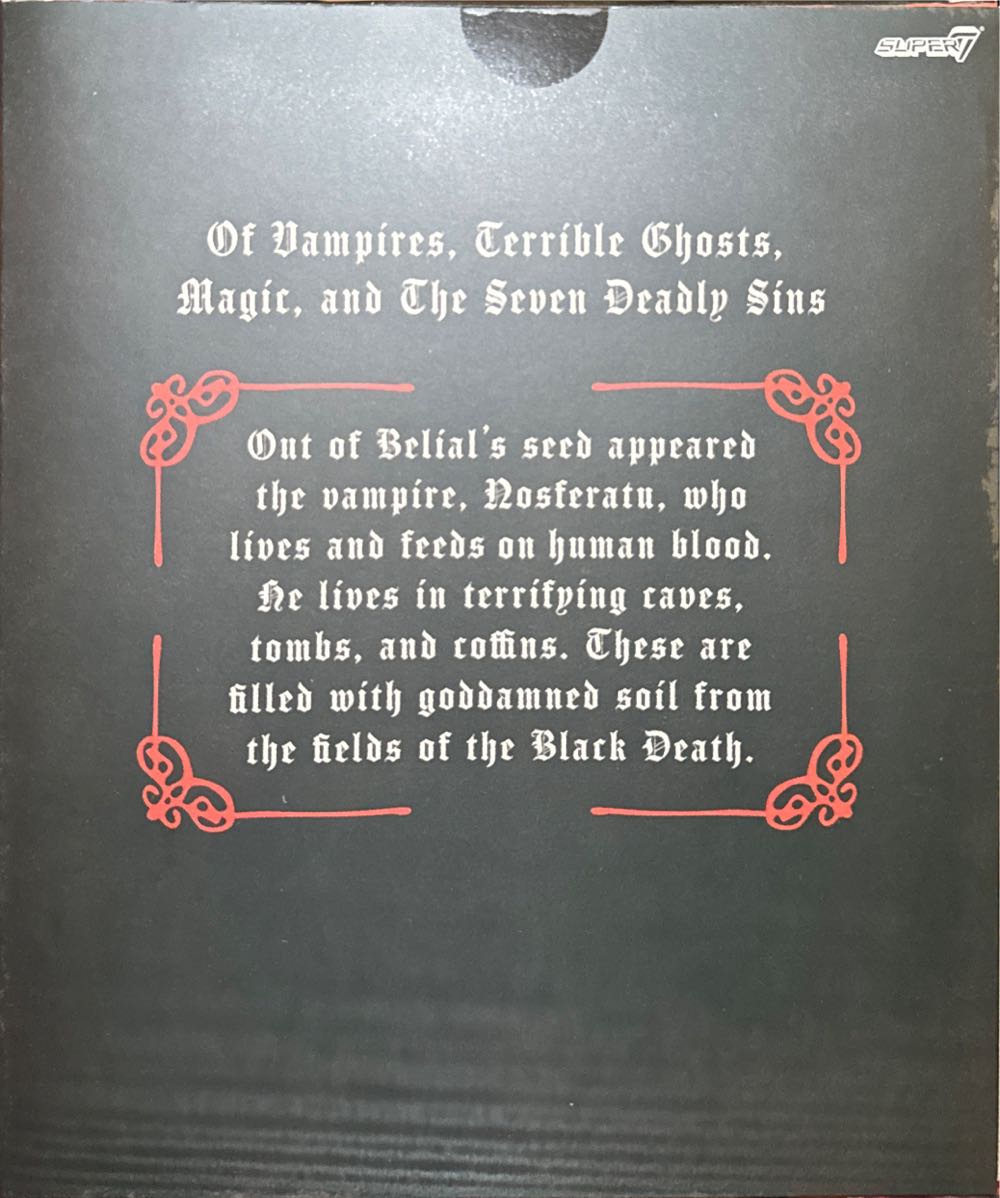 SUPER7
Of Vampires, Terrible Ghosts,
Magic, and The Seven Deadly Sins
Out of Belial's seed appeared
the vampire, Nosferatu, who
lives and feeds on human blood.
He lives in terrifying caves,
tombs, and coffins. These are
filled with goddamned soil from
the fields of the Black Death.